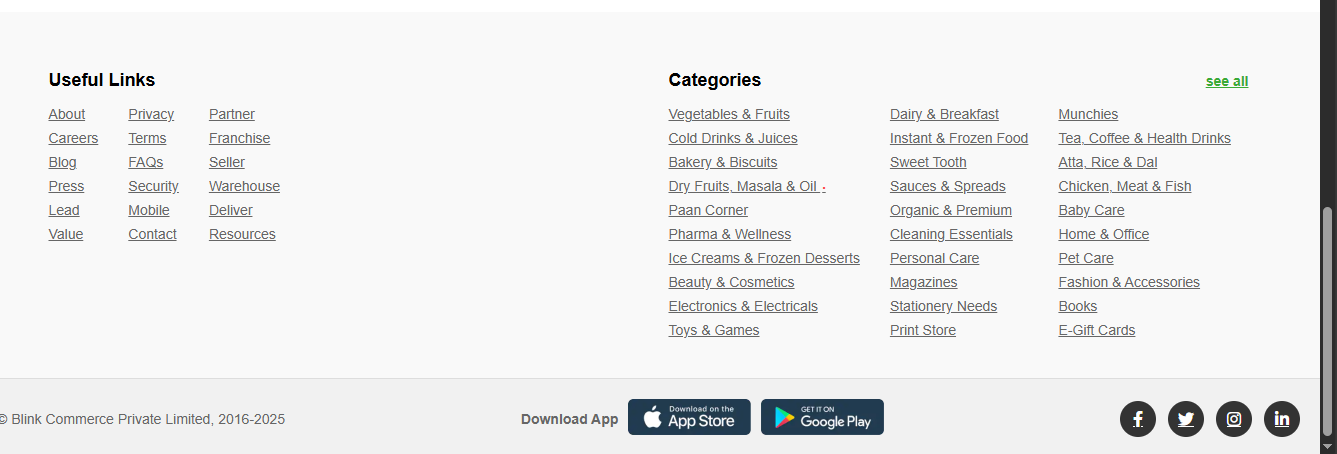 Useful Links
About
Careers
Blog
Press
Lead
Value
Privacy
Terms
FAQs
Security
Mobile
Contact
Partner
Franchise
Seller
Warehouse
Deliver
Resources
Categories
see all
Vegetables & Fruits
Cold Drinks & Juices
Bakery & Biscuits
Dry Fruits, Masala & Oil .
Paan Corner
Pharma & Wellness
Ice Creams & Frozen Desserts
Beauty & Cosmetics
Electronics & Electricals
Toys & Games
Dairy & Breakfast
Instant & Frozen Food
Sweet Tooth
Sauces & Spreads
Organic & Premium
Cleaning Essentials
Personal Care
Magazines
Stationery Needs
Print Store
Munchies
Tea, Coffee & Health Drinks
Atta, Rice & Dal
Chicken, Meat & Fish
Baby Care
Home & Office
Pet Care
Fashion & Accessories
Books
E-Gift Cards
© Blink Commerce Private Limited, 2016-2025
Download App
Download on the
App Store
GET IT ON
Google Play